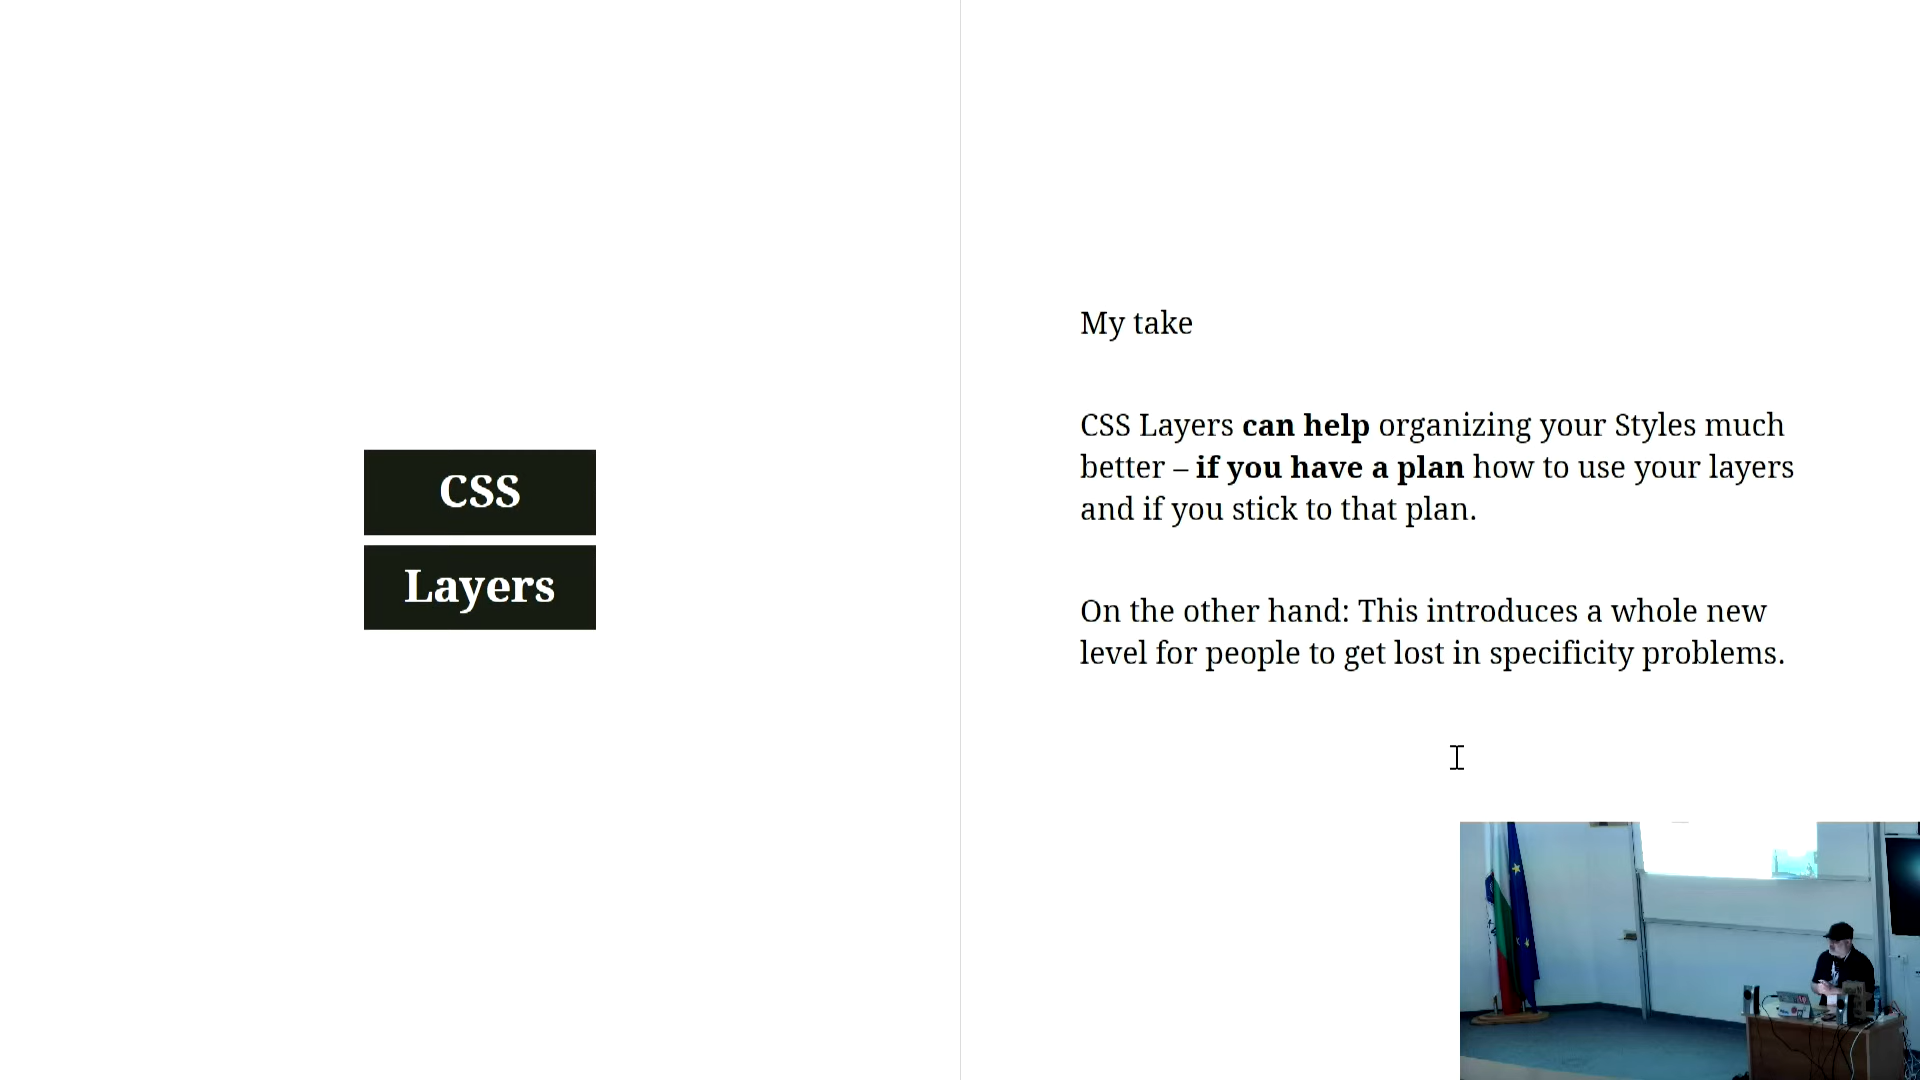 CSS
Layers
My take
CSS Layers can help organizing your Styles much
better – if you have a plan how to use your layers
and if you stick to that plan.
On the other hand: This introduces a whole new
level for people to get lost in specificity problems.